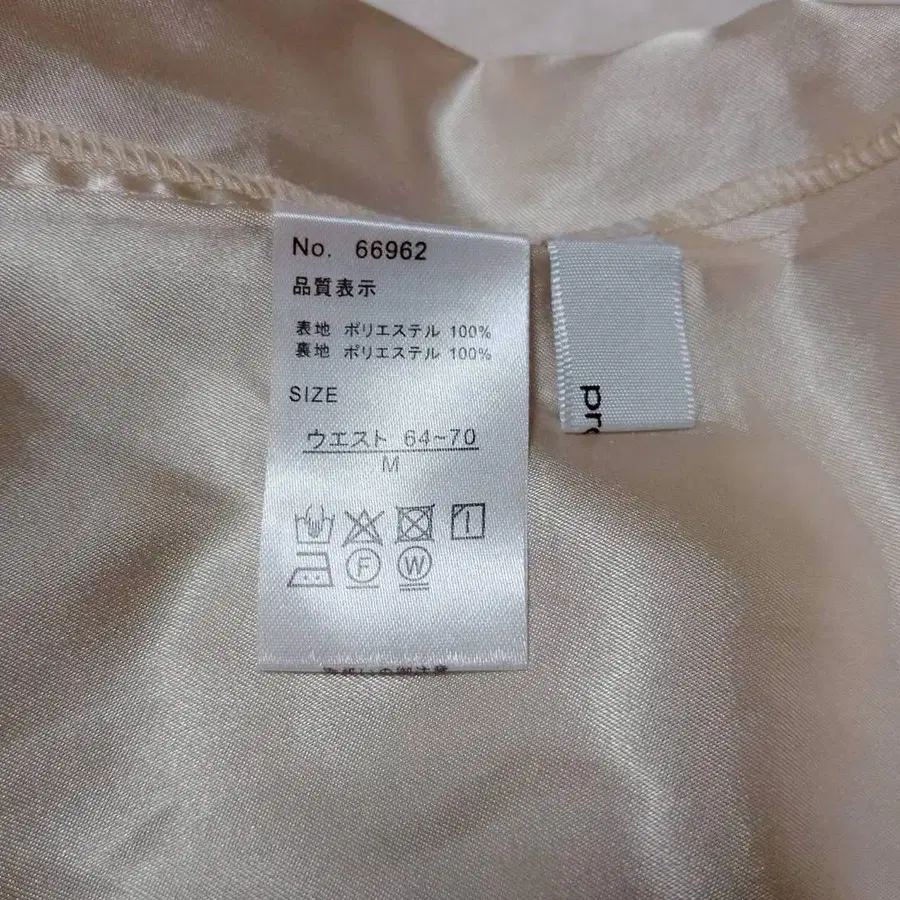 No. 66962
品質表示
表地 ポリエステル 100%
裏地 ポリエステル 100%
SIZE
ウエスト 64~70
M
F
W
pr